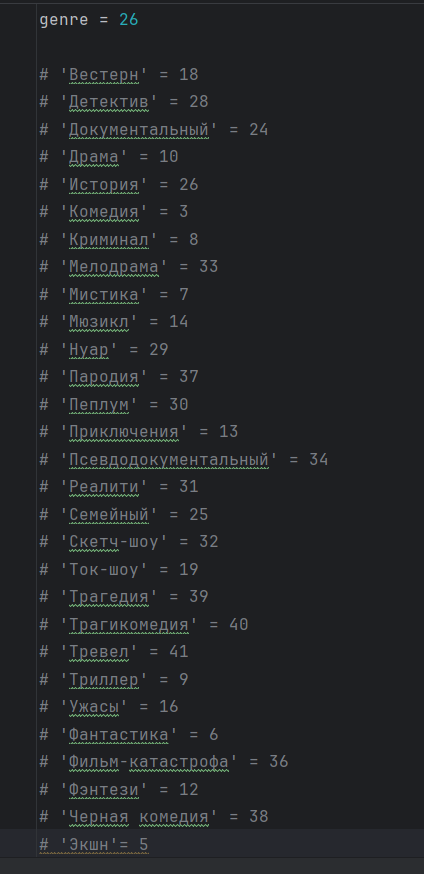 genre = 26
# 'Вестерн' = 18
# 'Детектив' = 28
# 'Документальный' = 24
# 'Драма' = 10
# 'История' = 26
# 'Комедия' = 3
# 'Криминал' = 8
# 'Мелодрама' = 33
# 'Мистика' = 7
# 'Мюзикл' = 14
# 'Нуар' = 29
# 'Пародия' = 37
# 'Пеплум' = 30
# 'Приключения' = 13
# 'Псевдодокументальный' = 34
# 'Реалити' = 31
# 'Семейный' = 25
# 'Скетч-шоу' = 32
# 'Ток-шоу' = 19
# 'Трагедия' = 39
# 'Трагикомедия' = 40
# 'Тревел' = 41
# 'Триллер' = 9
# 'Ужасы' = 16
# 'Фантастика' = 6
# 'Фильм-катастрофа' = 36
# 'Фэнтези' = 12
# 'Черная комедия' = 38
# 'Экшн'= 5